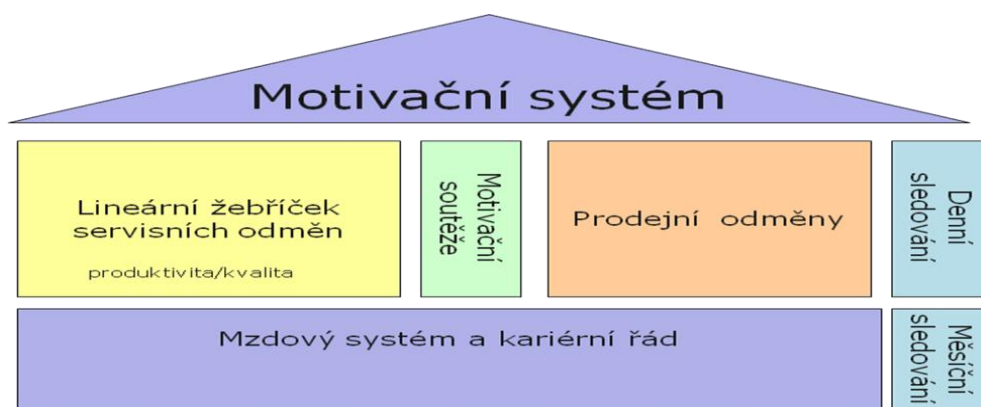 Motivační systém
Lineární žebříček
servisních odměn
produktivita/kvalita
Motivační
soutěže
Prodejní odměny
Denní
sledování
Mzdový systém a kariérní řád
Měsíční
sledování